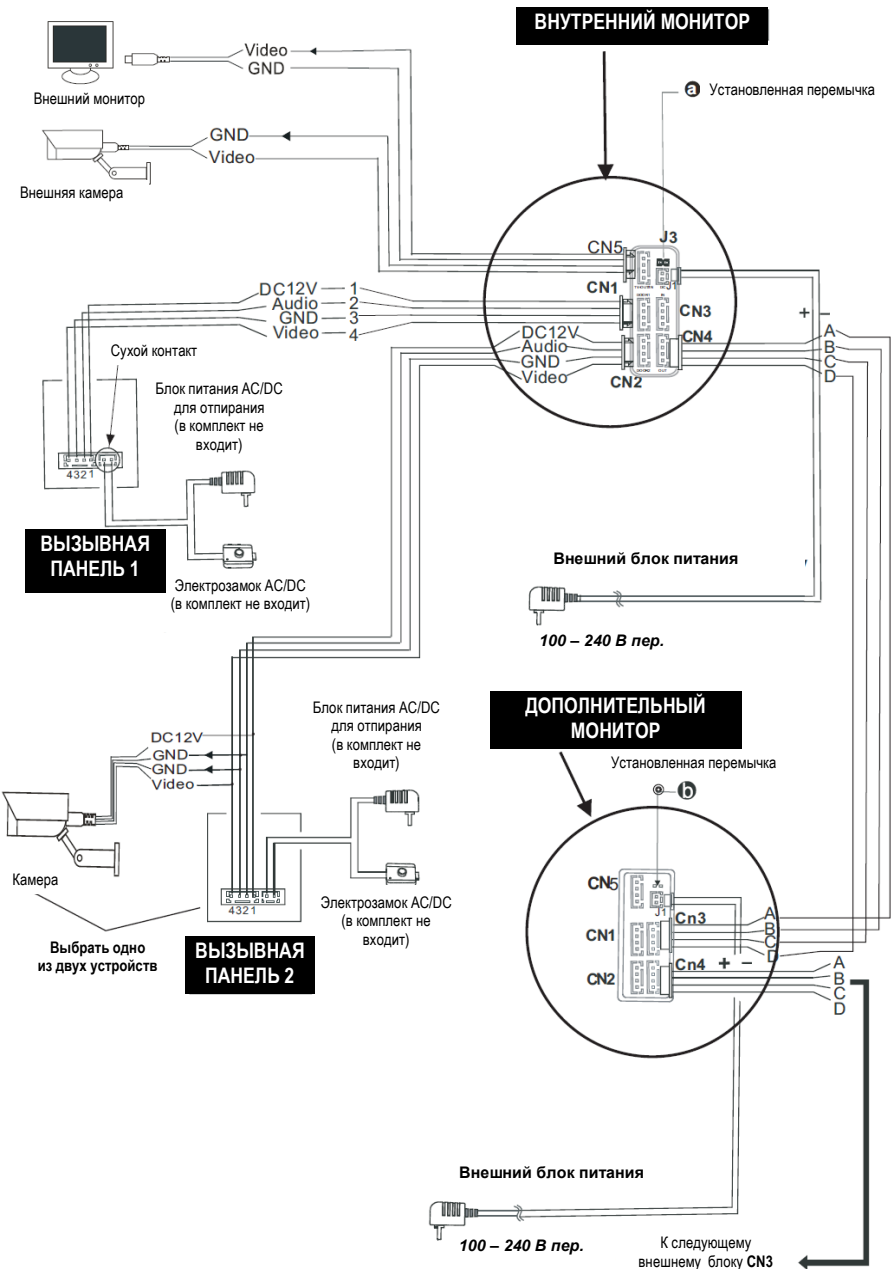 ВНУТРЕННИЙ МОНИТОР
Video
GND
Внешний монитор
a Установленная перемычка
GND
Video
Внешняя камера
J3
CN5
J1
CN1
DC12V 1
Audio 2
GND 3
Video 4
CN3
CN4
+ –
DC12V
Audio
GND
Video
CN2
OUT
A
B
C
D
Сухой контакт
Блок питания AC/DC
для отпирания
(в комплект не
входит)
4321
ВЫЗЫВНАЯ
ПАНЕЛЬ 1
Электрозамок AC/DC
(в комплект не входит)
Внешний блок питания
100 – 240 В пер.
Блок питания AC/DC
для отпирания
(в комплект не
входит)
ДОПОЛНИТЕЛЬНЫЙ
МОНИТОР
Установленная перемычка
b
DC12V
GND
GND
Video
Камера
4321
Электрозамок AC/DC
(в комплект не
входит)
Выбрать одно
из двух устройств
ВЫЗЫВНАЯ
ПАНЕЛЬ 2
CN5
J1
Cn3
CN1
A
B
C
D
CN2
Cn4 + –
A
B
C
D
Внешний блок питания
100 – 240 В пер.
К следующему
внешнему блоку CN3